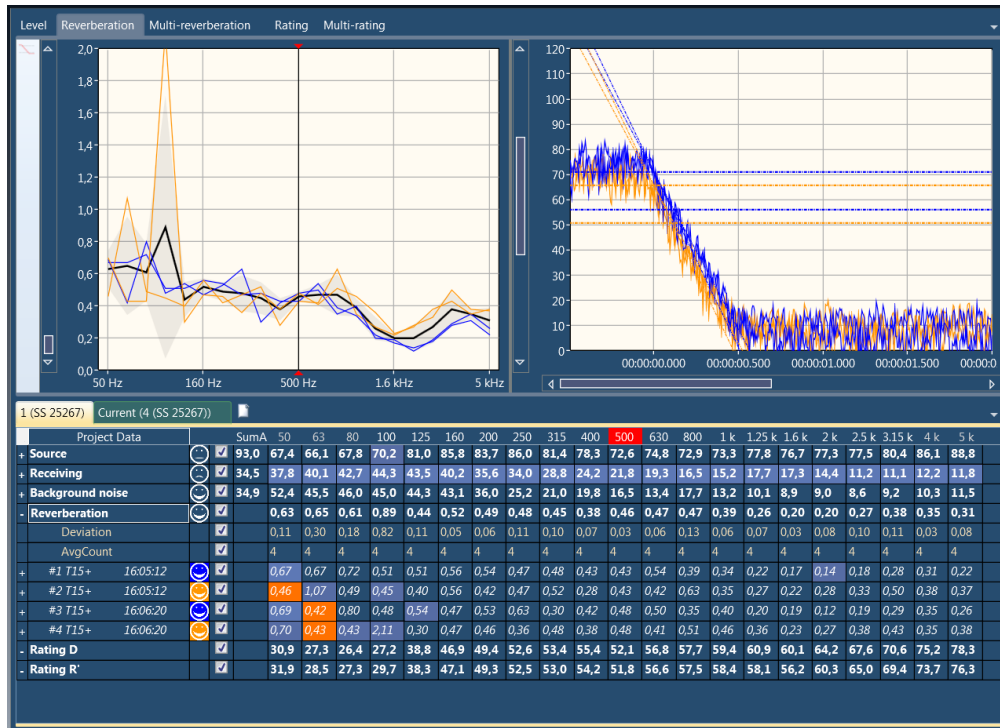 Level Reverberation Multi-reverberation Rating Multi-rating
2,0
1,6
1,4
1,2
1,0
0,8
0,6
0,4
0,2
0,0
50 Hz 160 Hz 500 Hz 1.6 kHz 5 kHz
120
110
100
90
80
70
60
50
40
30
20
10
0
00:00:00.000 00:00:00.500 00:00:01.000 00:00:01.500 00:00:0
1 (SS 25267) Current (4 (SS 25267))
Project Data SumA 50 63 80 100 125 160 200 250 315 400 500 630 800 1 k 1.25 k 1.6 k 2 k 2.5 k 3.15 k 4 k 5 k
+ Source 93,0 67,4 66,1 67,8 70,2 81,0 85,8 83,7 86,0 81,4 78,3 72,6 74,8 72,9 73,3 77,8 76,7 77,3 77,5 80,4 86,1 88,8
+ Receiving 34,5 37,8 40,1 42,7 44,3 43,5 40,2 35,6 34,0 28,8 24,2 21,8 19,3 16,5 15,2 17,7 17,3 14,4 11,2 11,1 12,2 11,8
+ Background noise 34,9 52,4 45,5 46,0 45,0 44,3 43,1 36,0 25,2 21,0 19,8 16,5 13,4 17,7 13,2 10,1 8,9 9,0 8,6 9,2 10,3 11,5
- Reverberation 0,63 0,65 0,61 0,89 0,44 0,52 0,49 0,48 0,45 0,38 0,46 0,47 0,47 0,39 0,26 0,20 0,20 0,27 0,38 0,35 0,31
Deviation 0,11 0,30 0,18 0,82 0,11 0,05 0,06 0,11 0,10 0,07 0,03 0,06 0,13 0,06 0,07 0,03 0,08 0,10 0,11 0,03 0,08
AvgCount 4 4 4 4 4 4 4 4 4 4 4 4 4 4 4 4 4 4 4 4 4
+ #1 T15+ 16:05:12 0,67 0,67 0,72 0,51 0,51 0,56 0,54 0,47 0,48 0,43 0,43 0,54 0,39 0,34 0,22 0,17 0,14 0,18 0,28 0,31 0,22
+ #2 T15+ 16:05:12 0,46 1,07 0,49 0,45 0,40 0,56 0,42 0,47 0,52 0,28 0,43 0,42 0,63 0,35 0,27 0,22 0,28 0,33 0,50 0,38 0,37
+ #3 T15+ 16:06:20 0,69 0,42 0,80 0,48 0,54 0,47 0,53 0,63 0,30 0,42 0,48 0,50 0,35 0,40 0,20 0,19 0,12 0,19 0,29 0,35 0,26
+ #4 T15+ 16:06:20 0,70 0,43 0,43 2,11 0,30 0,47 0,46 0,36 0,48 0,38 0,48 0,41 0,51 0,46 0,36 0,23 0,27 0,38 0,43 0,35 0,38
- Rating D 30,9 27,3 26,4 27,2 38,8 46,9 49,4 52,6 53,4 55,4 52,1 56,8 57,7 59,4 60,9 60,1 64,2 67,6 70,6 75,2 78,3
- Rating R' 31,9 28,5 27,3 29,7 38,3 47,1 49,3 52,5 53,0 54,2 51,8 56,6 57,5 58,4 58,1 56,2 60,3 65,0 69,4 73,7 76,3